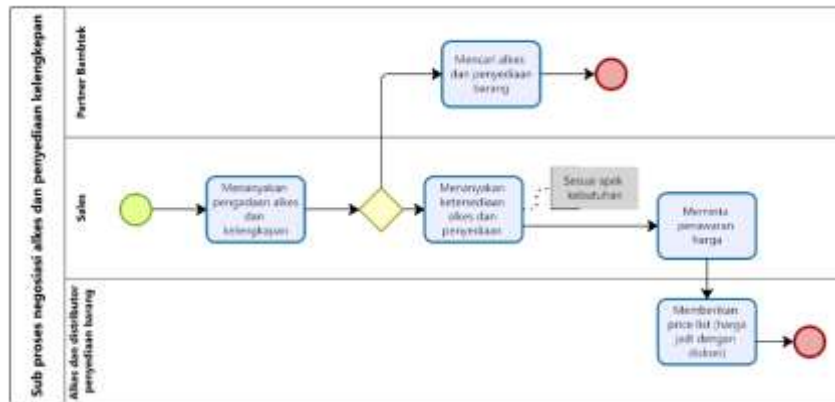 Sub proses negosiasi alkes dan penyediaan kelengkepan
Partner Bambtek
Mencari alkes
dan penyediaan
barang
Sales
Menanyakan
pengadaan alkes
dan
kelengkapan
Menanyakan
ketersediaan
alkes dan
penyediaan
Sesuai spek
kebutuhan
Meminta
penawaran
harga
Alkes dan distributor
penyediaan barang
Memberikan
price list (harga
jadi dengan
diskon)